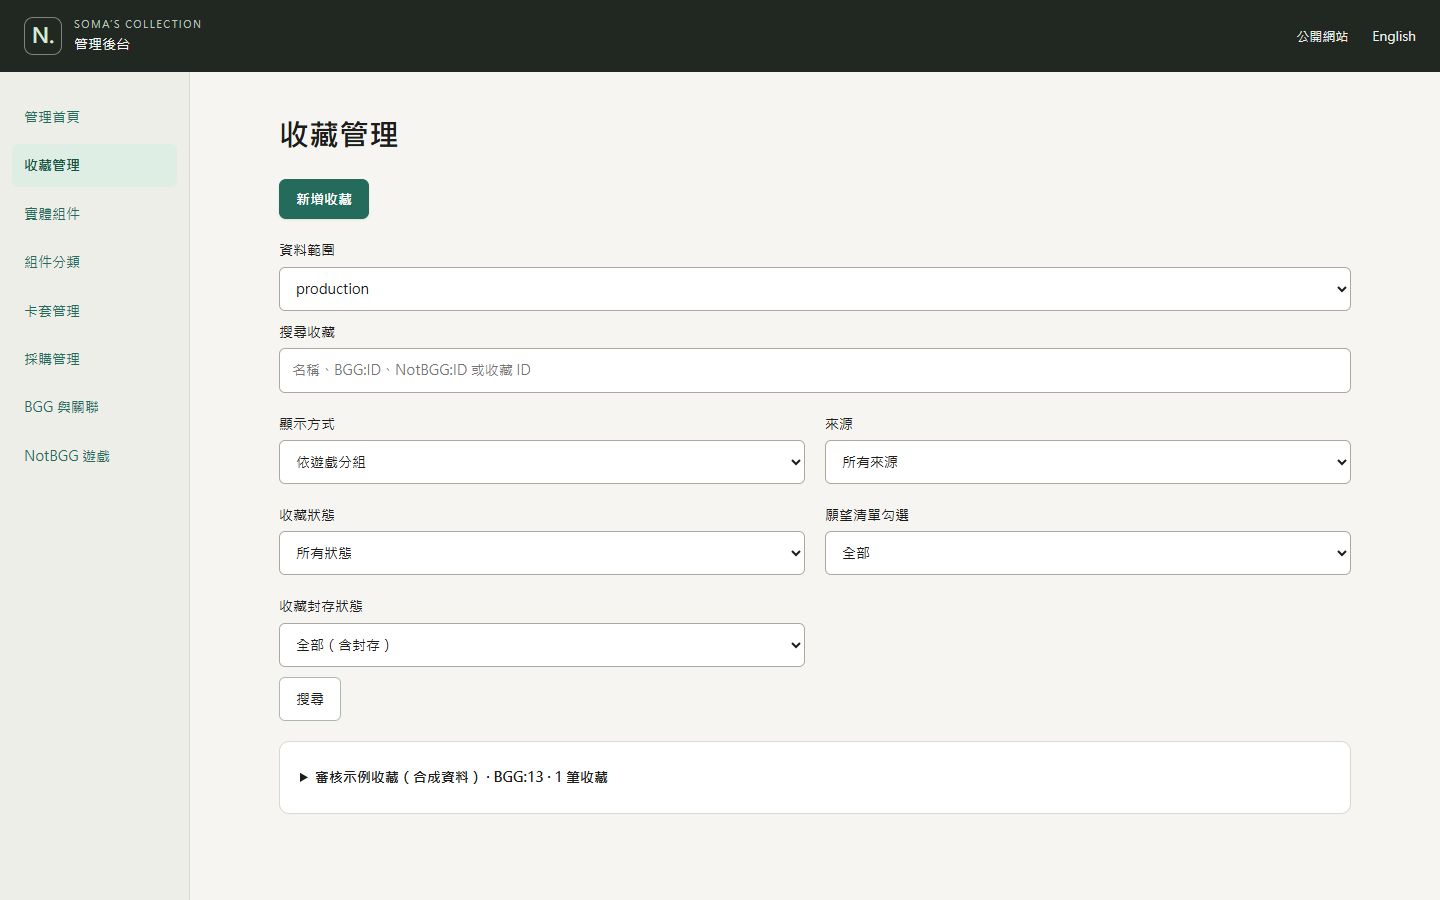 N.
SOMA'S COLLECTION
管理後台
公開網站
English
管理首頁
收藏管理
實體組件
組件分類
卡套管理
採購管理
BGG 與關聯
NotBGG 遊戲
收藏管理
新增收藏
資料範圍
production
搜尋收藏
名稱、BGG:ID、NotBGG:ID 或收藏 ID
顯示方式
來源
依遊戲分組
所有來源
收藏狀態
願望清單勾選
所有狀態
全部
收藏封存狀態
全部（含封存）
搜尋
▶ 審核示例收藏（合成資料）· BGG:13 · 1 筆收藏